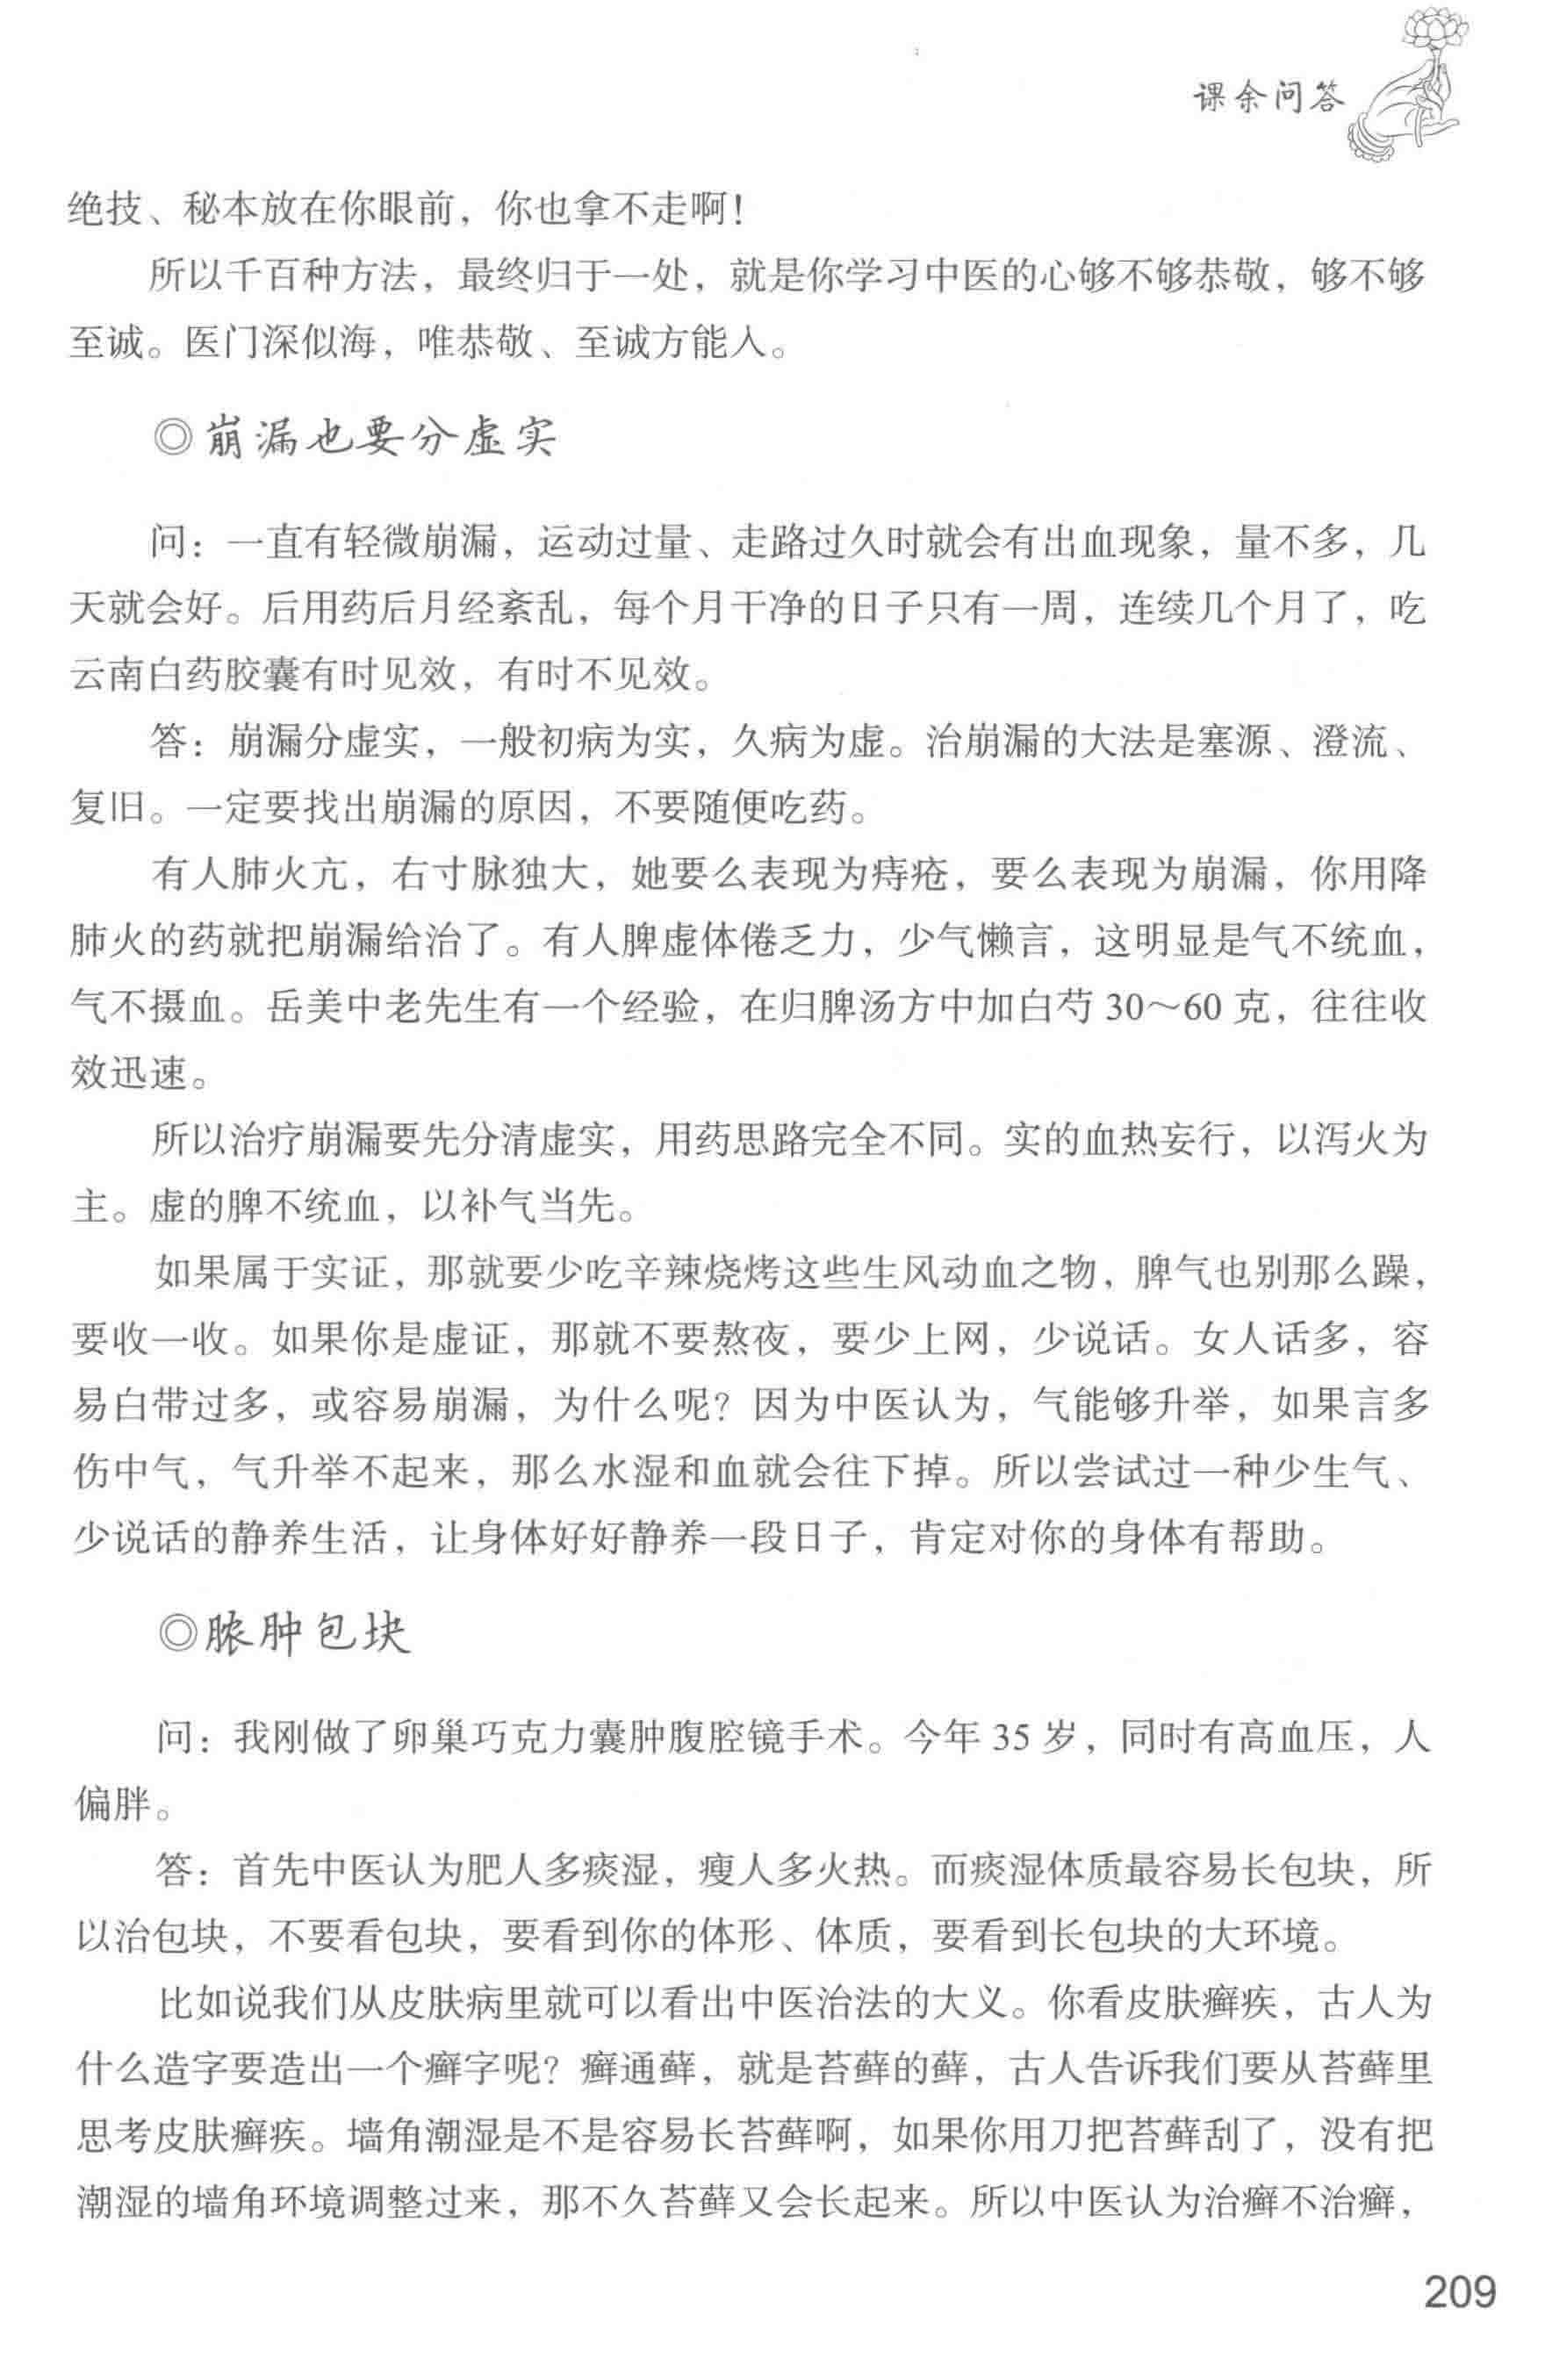 课余问答
绝技、秘本放在你眼前，你也拿不走啊！
所以千百种方法，最终归于一处，就是你学习中医的心够不够恭敬，够不够
至诚。医门深似海，唯恭敬、至诚方能入。
◎崩漏也要分虚实
问：一直有轻微崩漏，运动过量、走路过久时就会有出血现象，量不多，几
天就会好。后用药后月经紊乱，每个月干净的日子只有一周，连续几个月了，吃
云南白药胶囊有时见效，有时不见效。
答：崩漏分虚实，一般初病为实，久病为虚。治崩漏的大法是塞源、澄流、
复旧。一定要找出崩漏的原因，不要随便吃药。
有人肺火亢，右寸脉独大，她要么表现为痔疮，要么表现为崩漏，你用降
肺火的药就把崩漏给治了。有人脾虚体倦乏力，少气懒言，这明显是气不统血，
气不摄血。岳美中老先生有一个经验，在归脾汤方中加白芍 30～60 克，往往收
效迅速。
所以治疗崩漏要先分清虚实，用药思路完全不同。实的血热妄行，以泻火为
主。虚的脾不统血，以补气当先。
如果属于实证，那就要少吃辛辣烧烤这些生风动血之物，脾气也别那么躁，
要收一收。如果你是虚证，那就不要熬夜，要少上网，少说话。女人话多，容
易白带过多，或容易崩漏，为什么呢？因为中医认为，气能够升举，如果言多
伤中气，气升举不起来，那么水湿和血就会往下掉。所以尝试过一种少生气、
少说话的静养生活，让身体好好静养一段日子，肯定对你的身体有帮助。
◎脓肿包块
问：我刚做了卵巢巧克力囊肿腹腔镜手术。今年 35 岁，同时有高血压，人
偏胖。
答：首先中医认为肥人多痰湿，瘦人多火热。而痰湿体质最容易长包块，所
以治包块，不要看包块，要看到你的体形、体质，要看到长包块的大环境。
比如说我们从皮肤病里就可以看出中医治法的大义。你看皮肤癣疾，古人为
什么造字要造出一个癣字呢？癣通藓，就是苔藓的藓，古人告诉我们要从苔藓里
思考皮肤癣疾。墙角潮湿是不是容易长苔藓啊，如果你用刀把苔藓刮了，没有把
潮湿的墙角环境调整过来，那不久苔藓又会长起来。所以中医认为治癣不治癣，
209